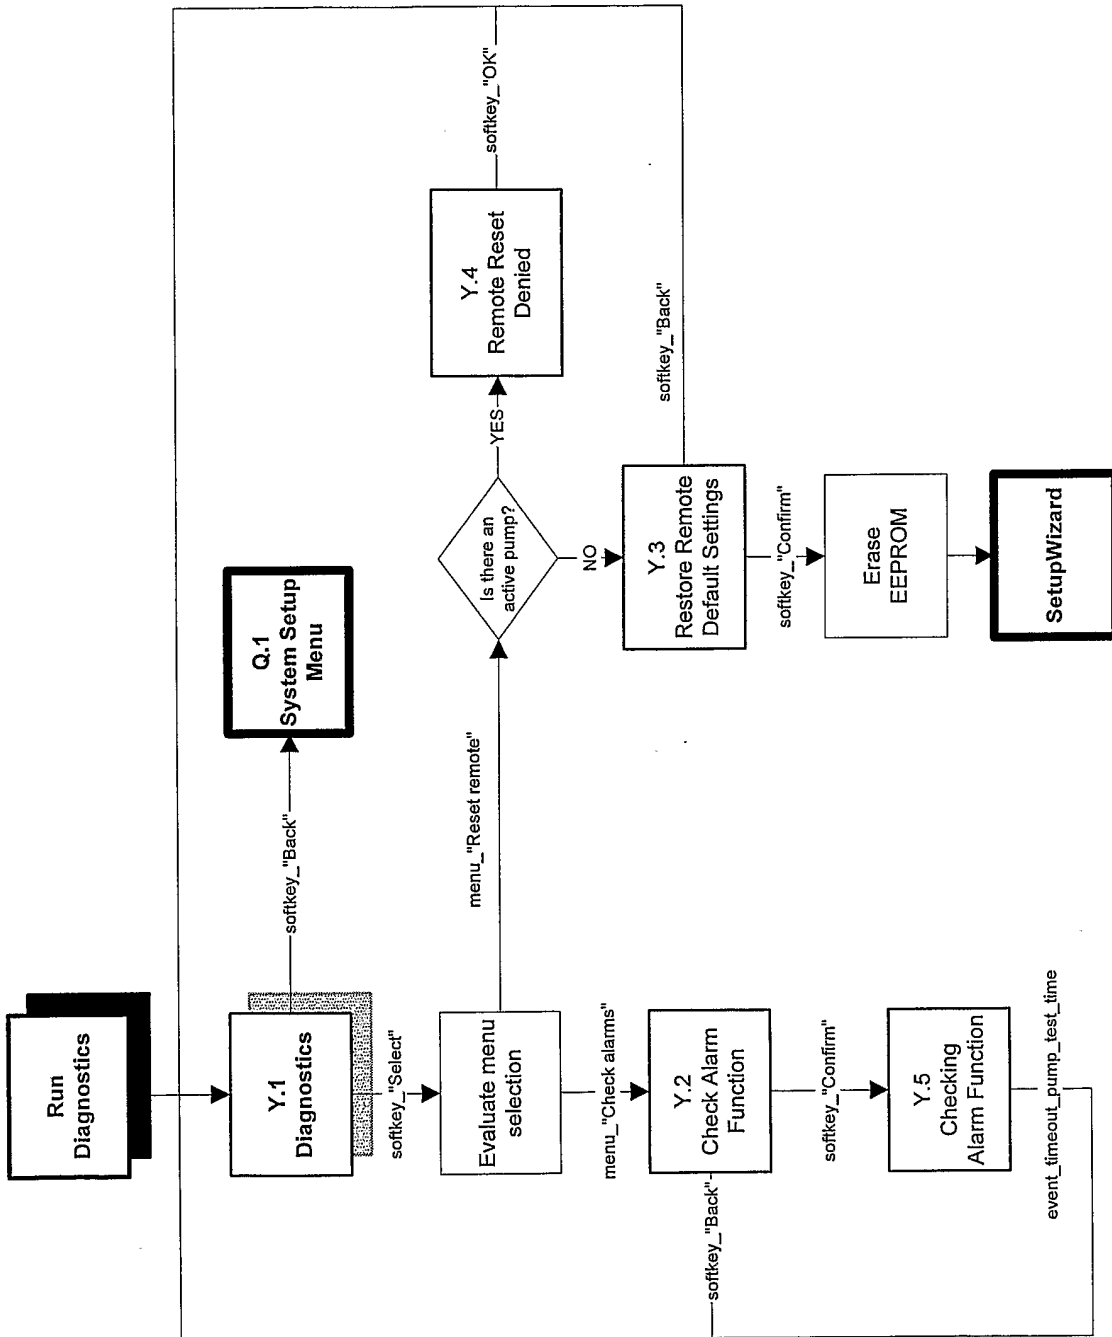 Run
Diagnostics
Y.1
Diagnostics
softkey_"Back"
Q.1
System Setup
Menu
softkey_"Select"
Evaluate menu
selection
menu_"Reset remote"
Is there an
active pump?
YES
Y.4
Remote Reset
Denied
softkey_"OK"
NO
Y.3
Restore Remote
Default Settings
softkey_"Back"
softkey_"Confirm"
Erase
EEPROM
SetupWizard
menu_"Check alarms"
Y.2
Check Alarm
Function
softkey_"Back"
softkey_"Confirm"
Y.5
Checking
Alarm Function
event_timeout_pump_test_time